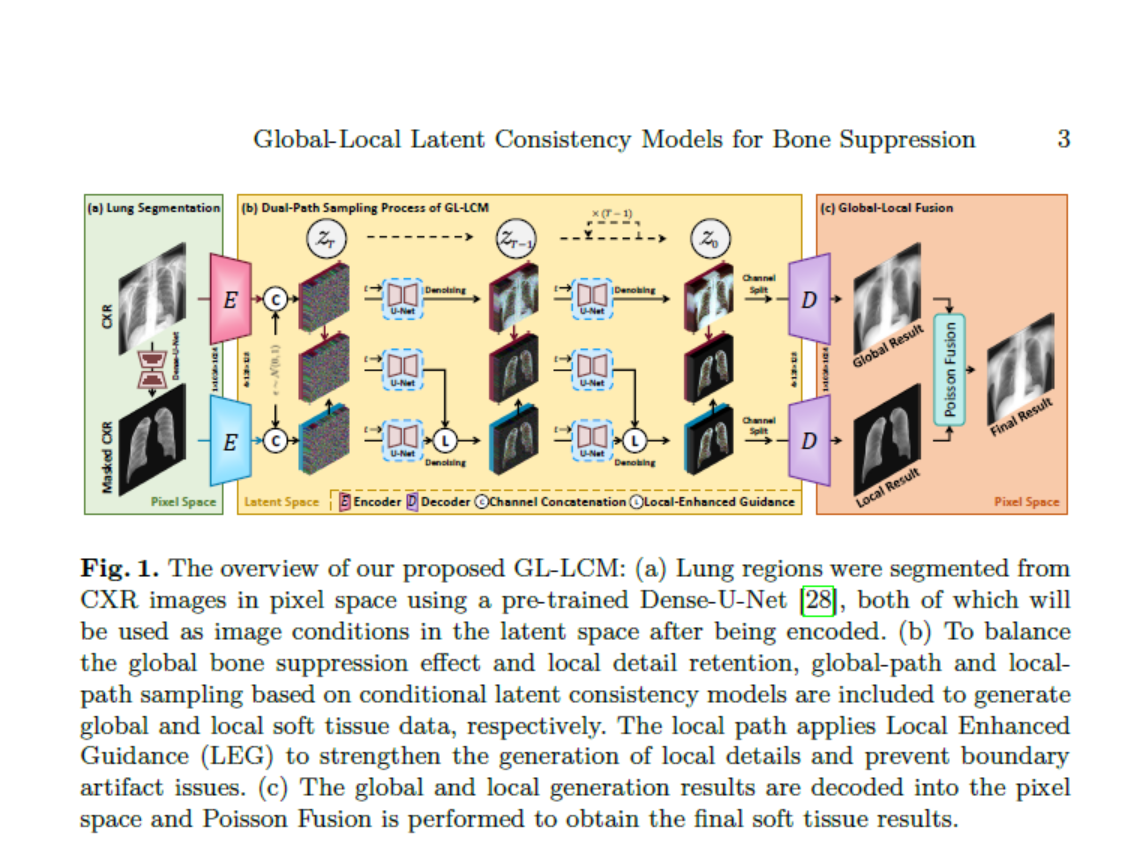 Global-Local Latent Consistency Models for Bone Suppression 3
(a) Lung Segmentation
CXR
Dense-U-Net
Masked CXR
Pixel Space
E
E
1×1024×1024
4×128×128
(b) Dual-Path Sampling Process of GL-LCM
Z_T
Z_{T−1}
×(T−1)
Z_0
C
ε ~ N(0,1)
C
t
U-Net
Denoising
t
U-Net
Denoising
Channel
Split
t
U-Net
t
U-Net
t
U-Net
L
Denoising
t
U-Net
L
Denoising
Channel
Split
Latent Space
E Encoder D Decoder C Channel Concatenation L Local-Enhanced Guidance
D
D
4×128×128
1×1024×1024
(c) Global-Local Fusion
Global Result
Local Result
Poisson Fusion
Final Result
Pixel Space
Fig. 1. The overview of our proposed GL-LCM: (a) Lung regions were segmented from
CXR images in pixel space using a pre-trained Dense-U-Net [28], both of which will
be used as image conditions in the latent space after being encoded. (b) To balance
the global bone suppression effect and local detail retention, global-path and local-
path sampling based on conditional latent consistency models are included to generate
global and local soft tissue data, respectively. The local path applies Local Enhanced
Guidance (LEG) to strengthen the generation of local details and prevent boundary
artifact issues. (c) The global and local generation results are decoded into the pixel
space and Poisson Fusion is performed to obtain the final soft tissue results.